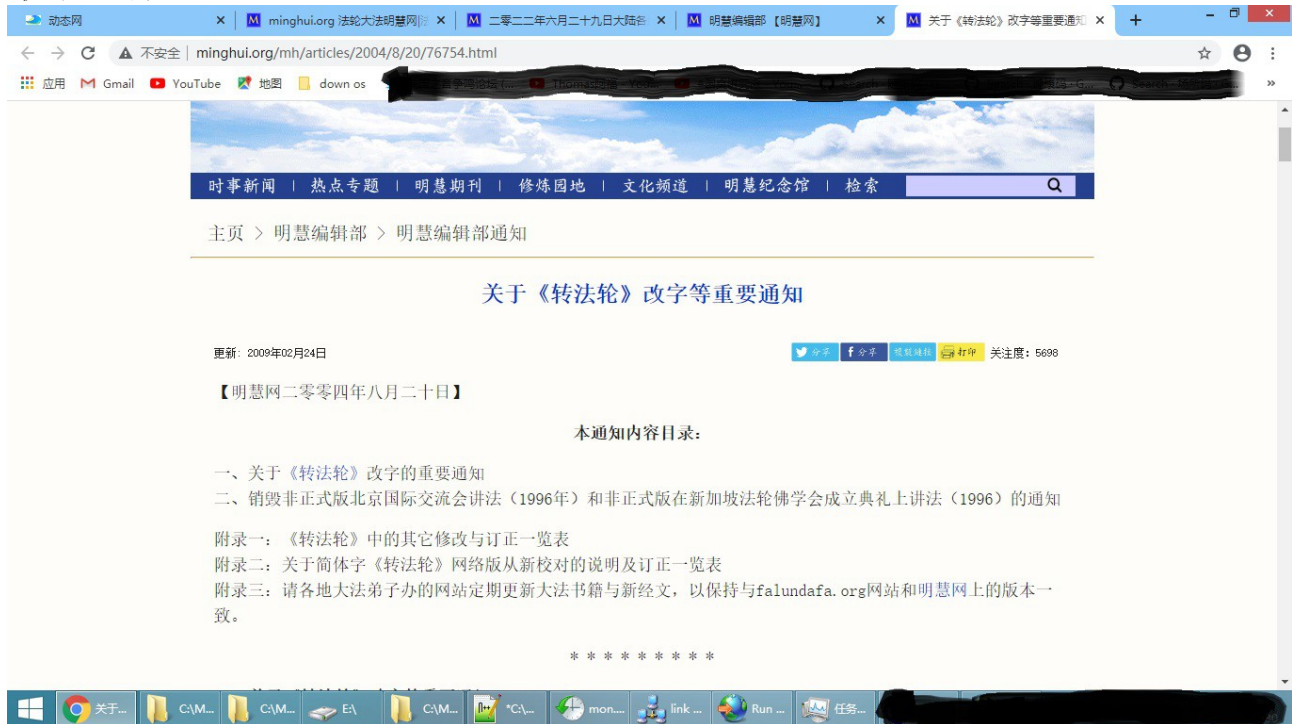 动态网
minghui.org 法轮大法明慧网
二零二二年六月二十九日大陆各
明慧编辑部 【明慧网】
关于《转法轮》改字等重要通知
不安全 | minghui.org/mh/articles/2004/8/20/76754.html
应用 Gmail YouTube 地图 down os
时事新闻 | 热点专题 | 明慧期刊 | 修炼园地 | 文化频道 | 明慧纪念馆 | 检索
主页 > 明慧编辑部 > 明慧编辑部通知
关于《转法轮》改字等重要通知
更新: 2009年02月24日 分享 分享 打印 关注度: 5698
【明慧网二零零四年八月二十日】
本通知内容目录:
一、关于《转法轮》改字的重要通知
二、销毁非正式版北京国际交流会讲法（1996年）和非正式版在新加坡法轮佛学会成立典礼上讲法（1996）的通知
附录一: 《转法轮》中的其它修改与订正一览表
附录二: 关于简体字《转法轮》网络版从新校对的说明及订正一览表
附录三: 请各地大法弟子办的网站定期更新大法书籍与新经文，以保持与falundafa.org网站和明慧网上的版本一
致。
* * * * * * * * *
关于... C:\M... C:\M... E:\ C:\M... *C:\... mon.... link ... Run ... 任务...